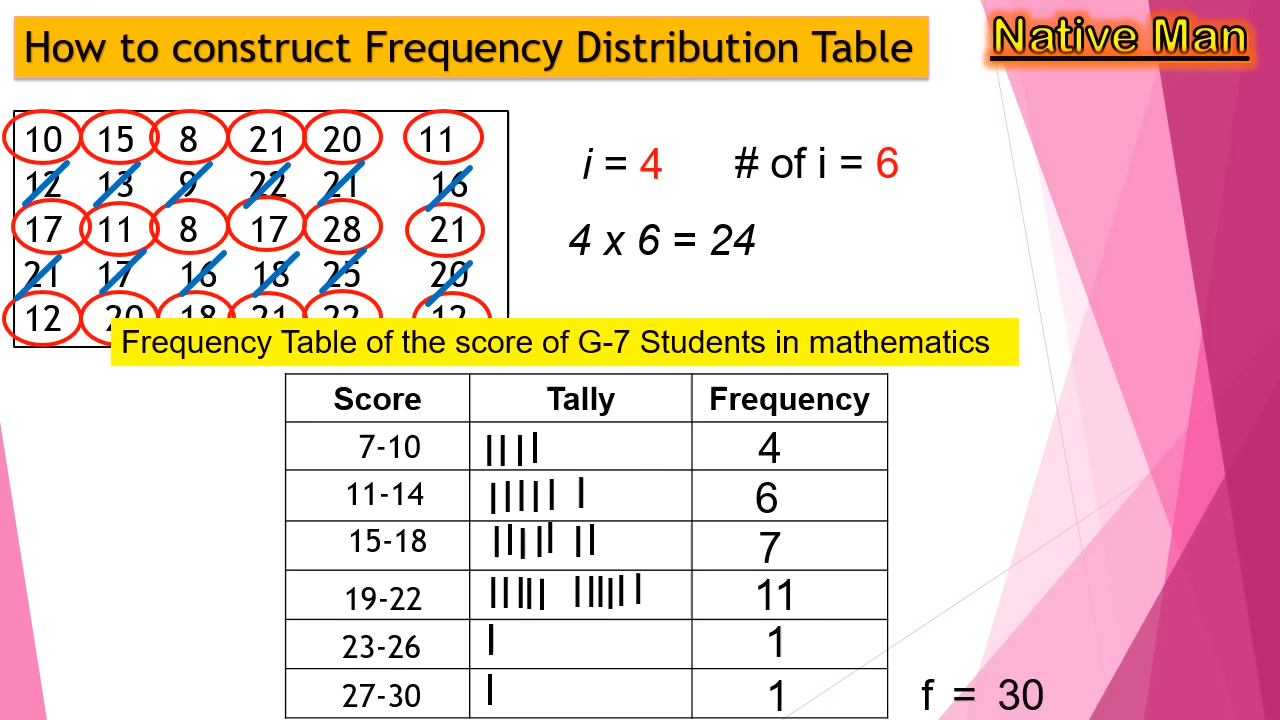 How to construct Frequency Distribution Table
Native Man
10 15 8 21 20 11
12 13 9 22 21 16
17 11 8 17 28 21
21 17 16 18 25 20
12 20 18 21 22 12
i = 4 # of i = 6
4 x 6 = 24
Frequency Table of the score of G-7 Students in mathematics
Score Tally Frequency
7-10 |||| 4
11-14 ||||| | 6
15-18 ||||| || 7
19-22 ||||| |||||| 11
23-26 | 1
27-30 | 1
f = 30